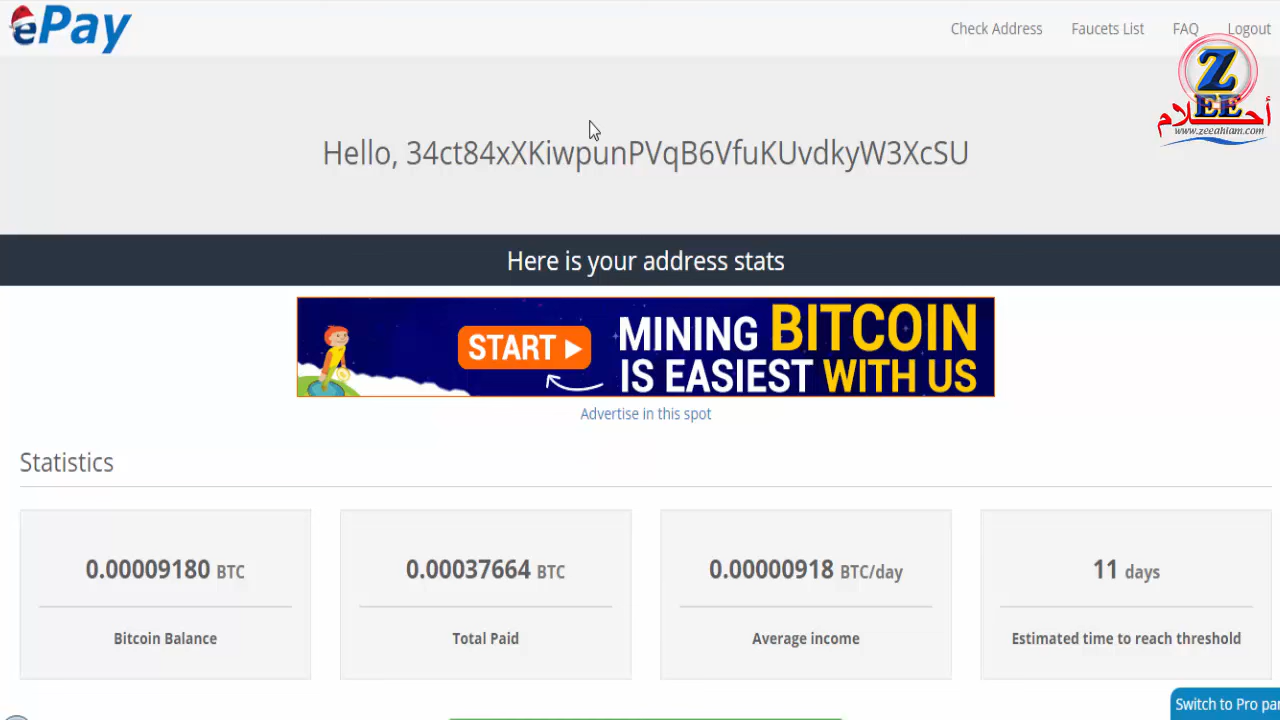 ePay
Check Address
Faucets List
FAQ
Logout
Z
EE
أحلام
www.zeeahlam.com
Hello, 34ct84xXKiwpunPVqB6VfuKUvdkyW3XcSU
Here is your address stats
START
MINING BITCOIN
IS EASIEST WITH US
Advertise in this spot
Statistics
0.00009180 BTC
Bitcoin Balance
0.00037664 BTC
Total Paid
0.00000918 BTC/day
Average income
11 days
Estimated time to reach threshold
Switch to Pro pa